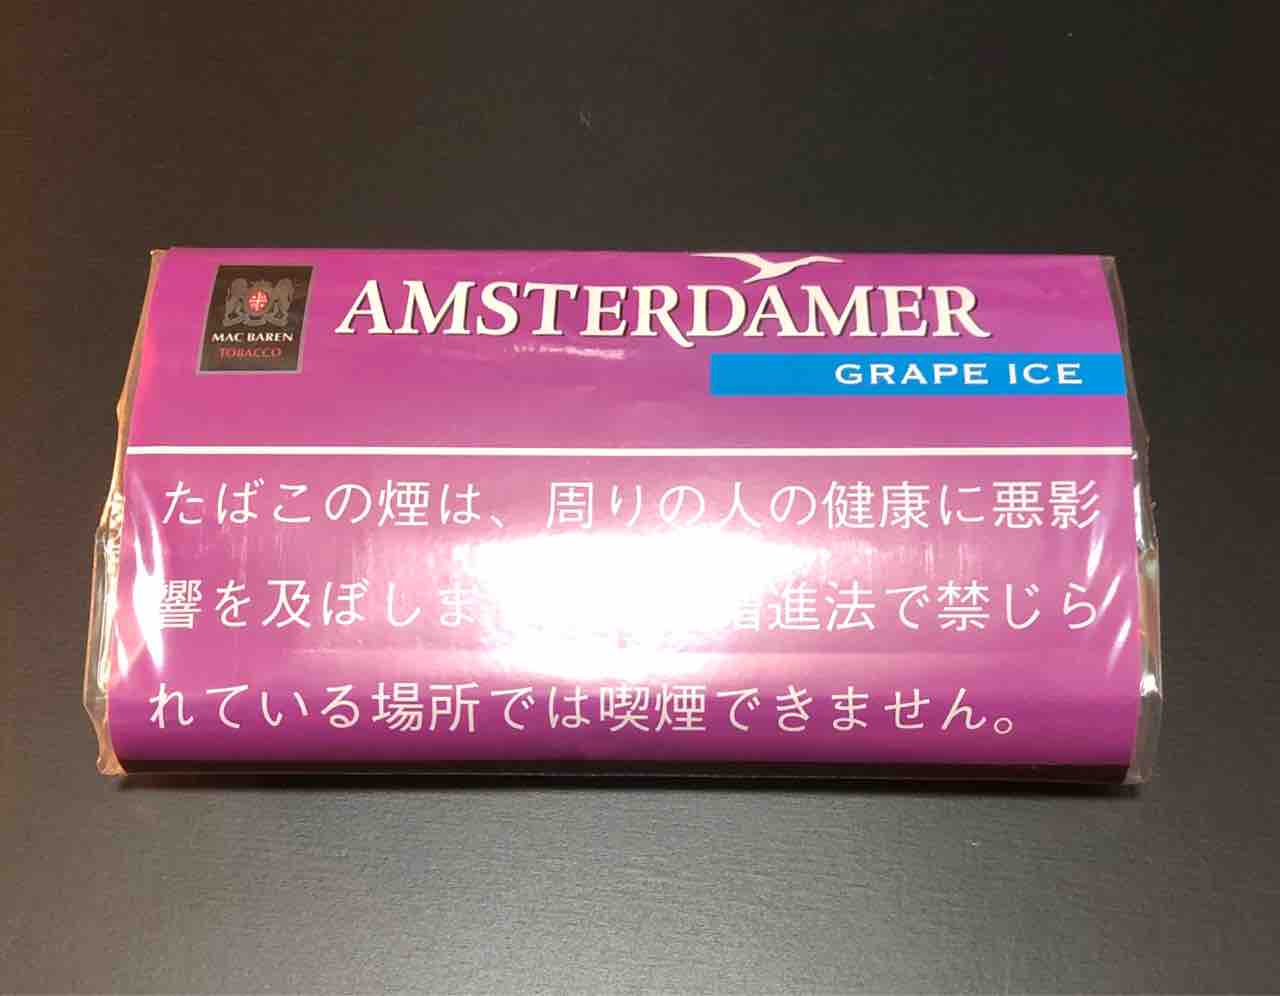 MAC BAREN
TOBACCO
AMSTERDAMER
GRAPE ICE
たばこの煙は、周りの人の健康に悪影
響を及ぼしま 増進法で禁じら
れている場所では喫煙できません。